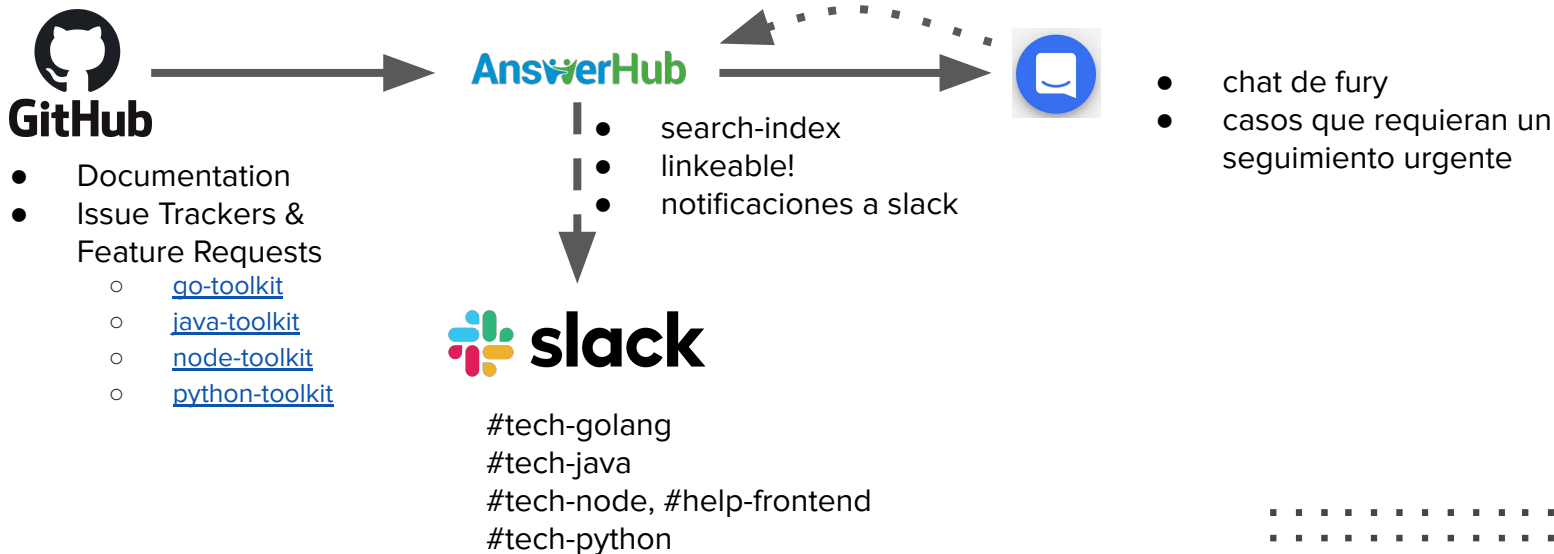 GitHub
● Documentation
● Issue Trackers &
Feature Requests
○ go-toolkit
○ java-toolkit
○ node-toolkit
○ python-toolkit
AnswerHub
● search-index
● linkeable!
● notificaciones a slack
slack
#tech-golang
#tech-java
#tech-node, #help-frontend
#tech-python
● chat de fury
● casos que requieran un
seguimiento urgente